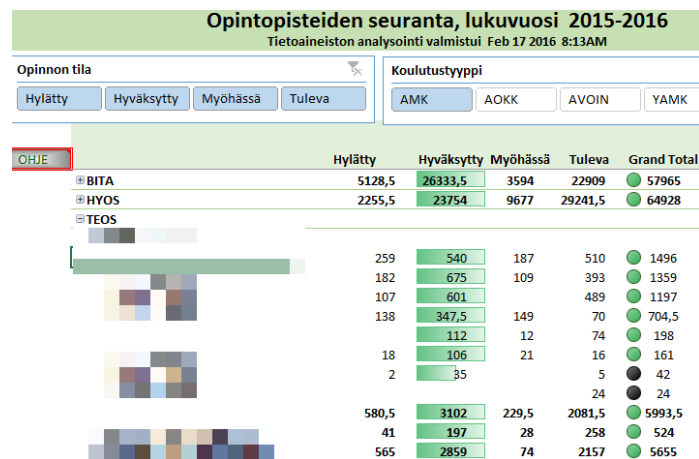 Opintopisteiden seuranta, lukuvuosi 2015-2016
Tietoaineiston analysointi valmistui Feb 17 2016 8:13AM
Opinnon tila
Koulutustyyppi
Hylätty Hyväksytty Myöhässä Tuleva
AMK AOKK AVOIN YAMK
OHJE
Hylätty Hyväksytty Myöhässä Tuleva Grand Total
BITA 5128,5 26333,5 3594 22909 57965
HYOS 2255,5 23754 9677 29241,5 64928
TEOS
259 540 187 510 1496
182 675 109 393 1359
107 601 489 1197
138 347,5 149 70 704,5
112 12 74 198
18 106 21 16 161
2 35 5 42
24 24
580,5 3102 229,5 2081,5 5993,5
41 197 28 258 524
565 2859 74 2157 5655